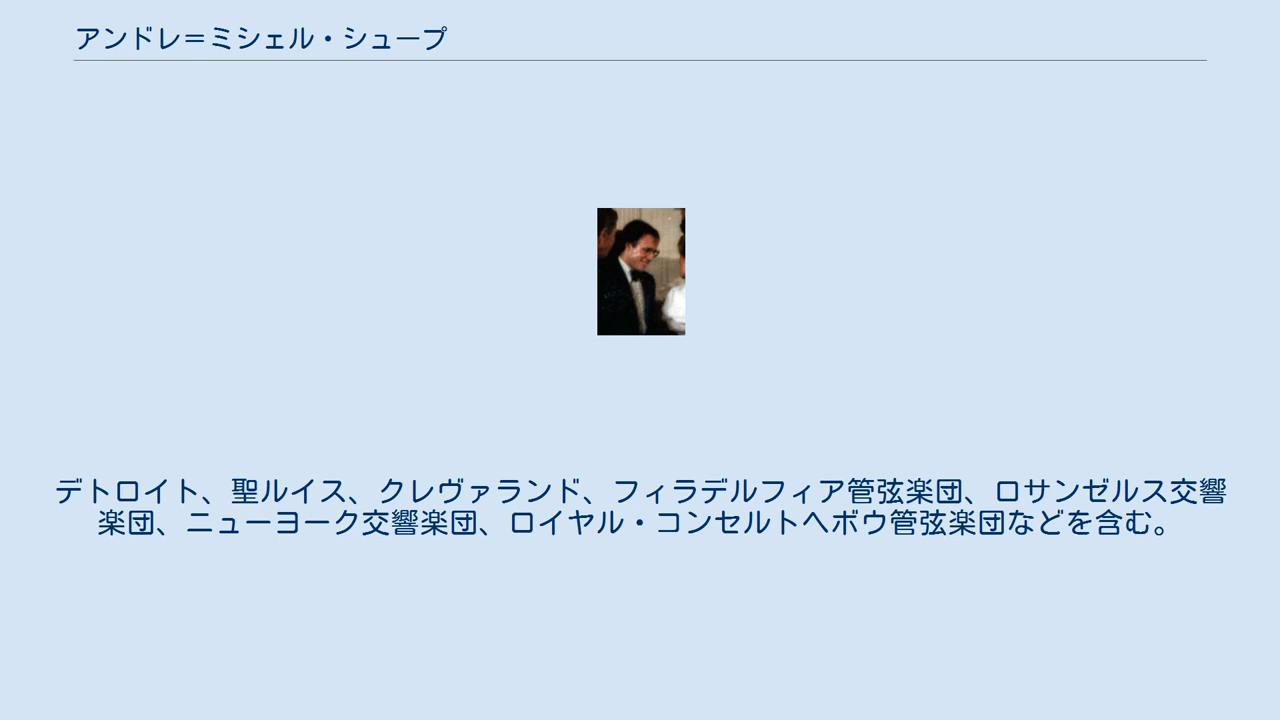 アンドレ＝ミシェル・シューブ
デトロイト、聖ルイス、クレヴァランド、フィラデルフィア管弦楽団、ロサンゼルス交響
楽団、ニューヨーク交響楽団、ロイヤル・コンセルトヘボウ管弦楽団などを含む。